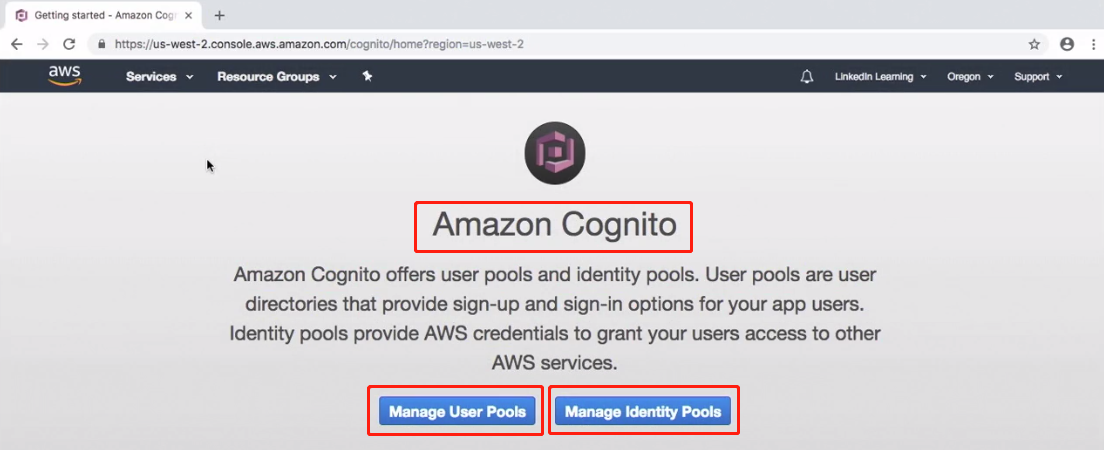 Getting started - Amazon Cog
https://us-west-2.console.aws.amazon.com/cognito/home?region=us-west-2
aws Services Resource Groups LinkedIn Learning Oregon Support
Amazon Cognito
Amazon Cognito offers user pools and identity pools. User pools are user
directories that provide sign-up and sign-in options for your app users.
Identity pools provide AWS credentials to grant your users access to other
AWS services.
Manage User Pools Manage Identity Pools